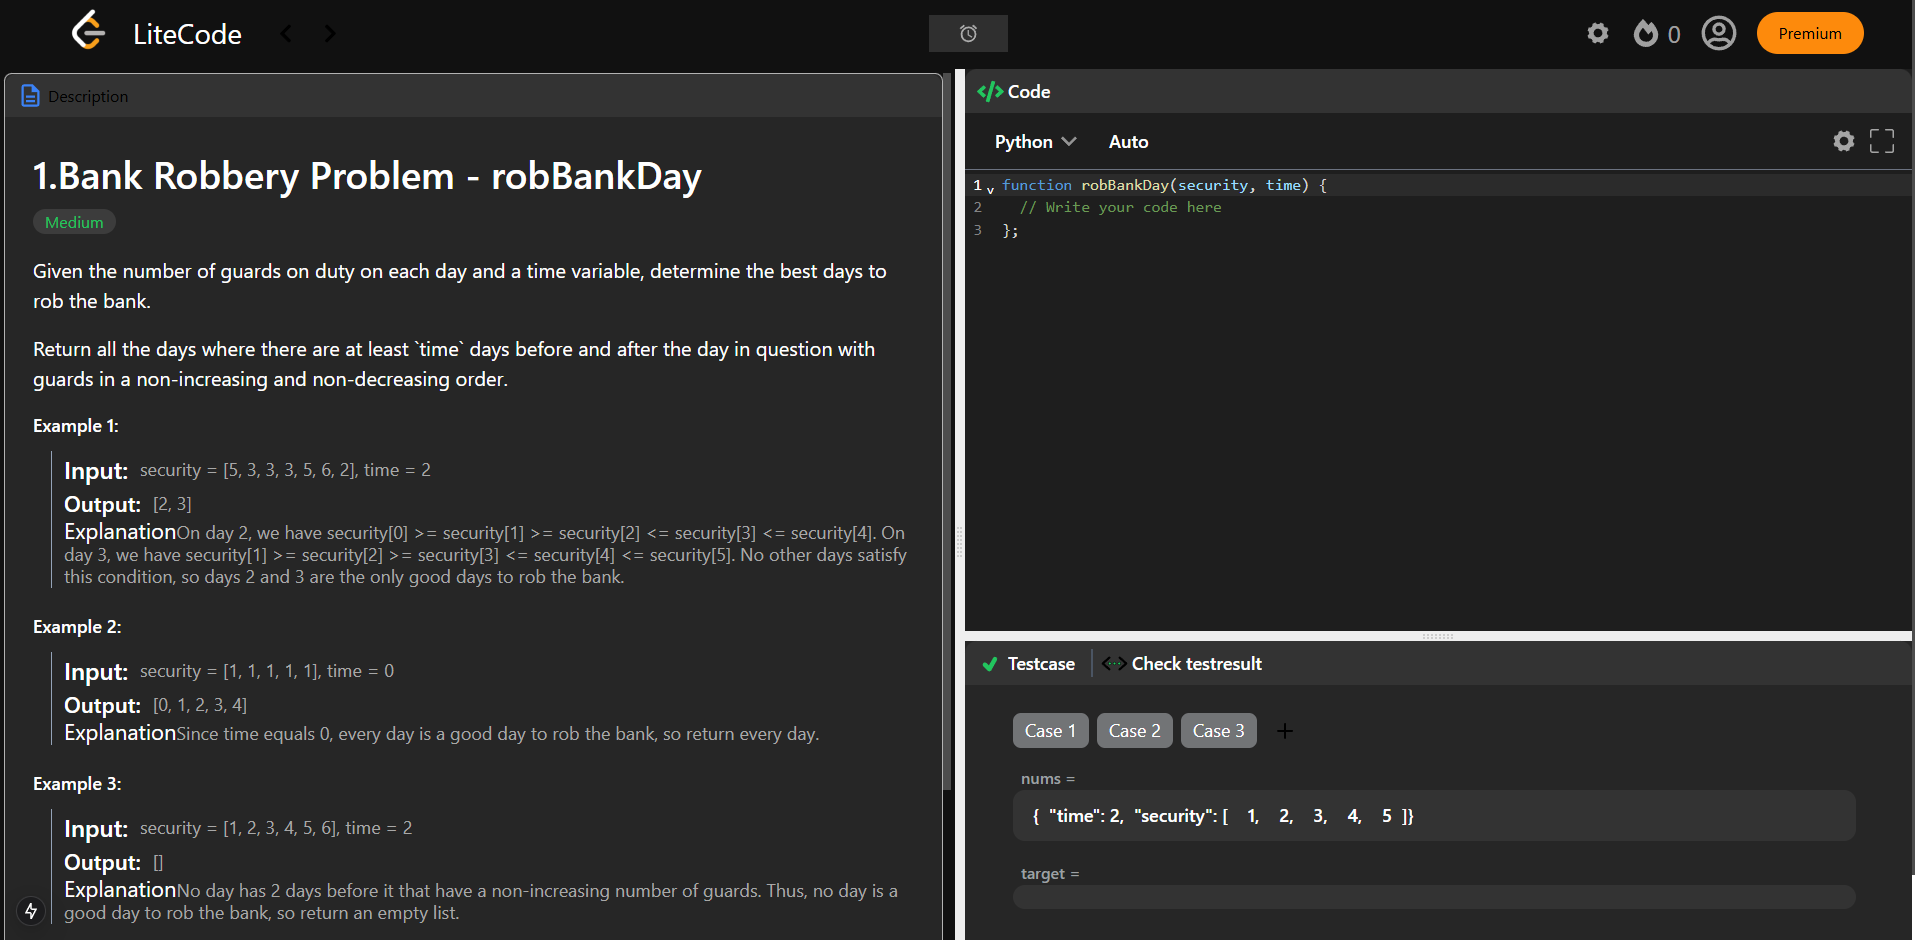 LiteCode
0
Premium
Description
1.Bank Robbery Problem - robBankDay
Medium
Given the number of guards on duty on each day and a time variable, determine the best days to
rob the bank.
Return all the days where there are at least `time` days before and after the day in question with
guards in a non-increasing and non-decreasing order.
Example 1:
Input: security = [5, 3, 3, 3, 5, 6, 2], time = 2
Output: [2, 3]
ExplanationOn day 2, we have security[0] >= security[1] >= security[2] <= security[3] <= security[4]. On
day 3, we have security[1] >= security[2] >= security[3] <= security[4] <= security[5]. No other days satisfy
this condition, so days 2 and 3 are the only good days to rob the bank.
Example 2:
Input: security = [1, 1, 1, 1, 1], time = 0
Output: [0, 1, 2, 3, 4]
ExplanationSince time equals 0, every day is a good day to rob the bank, so return every day.
Example 3:
Input: security = [1, 2, 3, 4, 5, 6], time = 2
Output: []
ExplanationNo day has 2 days before it that have a non-increasing number of guards. Thus, no day is a
good day to rob the bank, so return an empty list.
Code
Python Auto
1 function robBankDay(security, time) {
2 // Write your code here
3 };
Testcase Check testresult
Case 1 Case 2 Case 3 +
nums =
{ "time": 2, "security": [ 1, 2, 3, 4, 5 ]}
target =